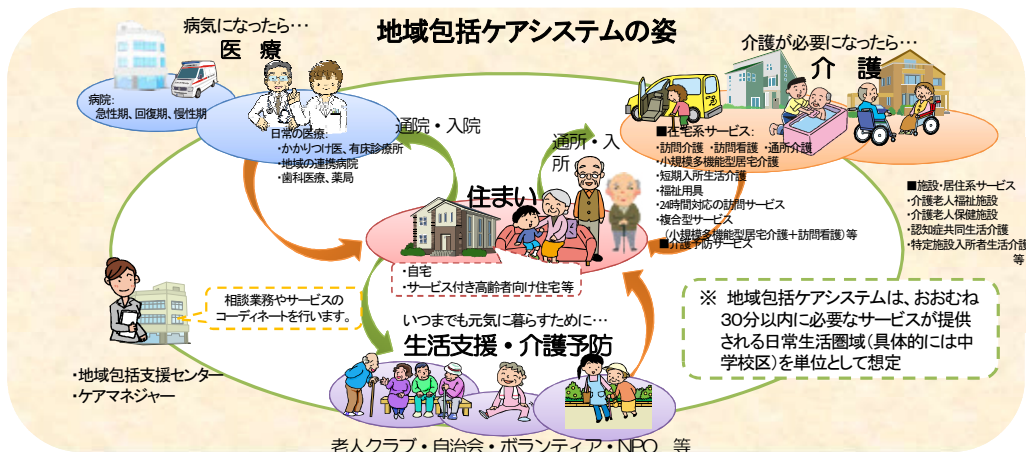 地域包括ケアシステムの姿
病気になったら…
医　療
病院：
急性期、回復期、慢性期
日常の医療：
・かかりつけ医、有床診療所
・地域の連携病院
・歯科医療、薬局
通院・入院
通所・入
所
介護が必要になったら…
介　護
■在宅系サービス：
・訪問介護　・訪問看護　・通所介護
・小規模多機能型居宅介護
・短期入所生活介護
・福祉用具
・24時間対応の訪問サービス
・複合型サービス
（小規模多機能型居宅介護＋訪問看護）等
■介護予防サービス
■施設・居住系サービス
・介護老人福祉施設
・介護老人保健施設
・認知症共同生活介護
・特定施設入所者生活介護
等
住まい
・自宅
・サービス付き高齢者向け住宅等
相談業務やサービスの
コーディネートを行います。
・地域包括支援センター
・ケアマネジャー
いつまでも元気に暮らすために…
生活支援・介護予防
※　地域包括ケアシステムは、おおむね
30分以内に必要なサービスが提供
される日常生活圏域（具体的には中
学校区）を単位として想定
老人クラブ・自治会・ボランティア・NPO　等